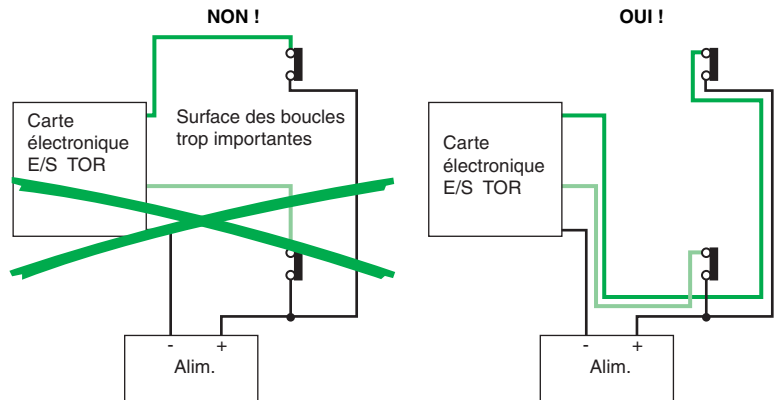 NON !
Carte
électronique
E/S TOR
Surface des boucles
trop importantes
- +
Alim.
OUI !
Carte
électronique
E/S TOR
- +
Alim.